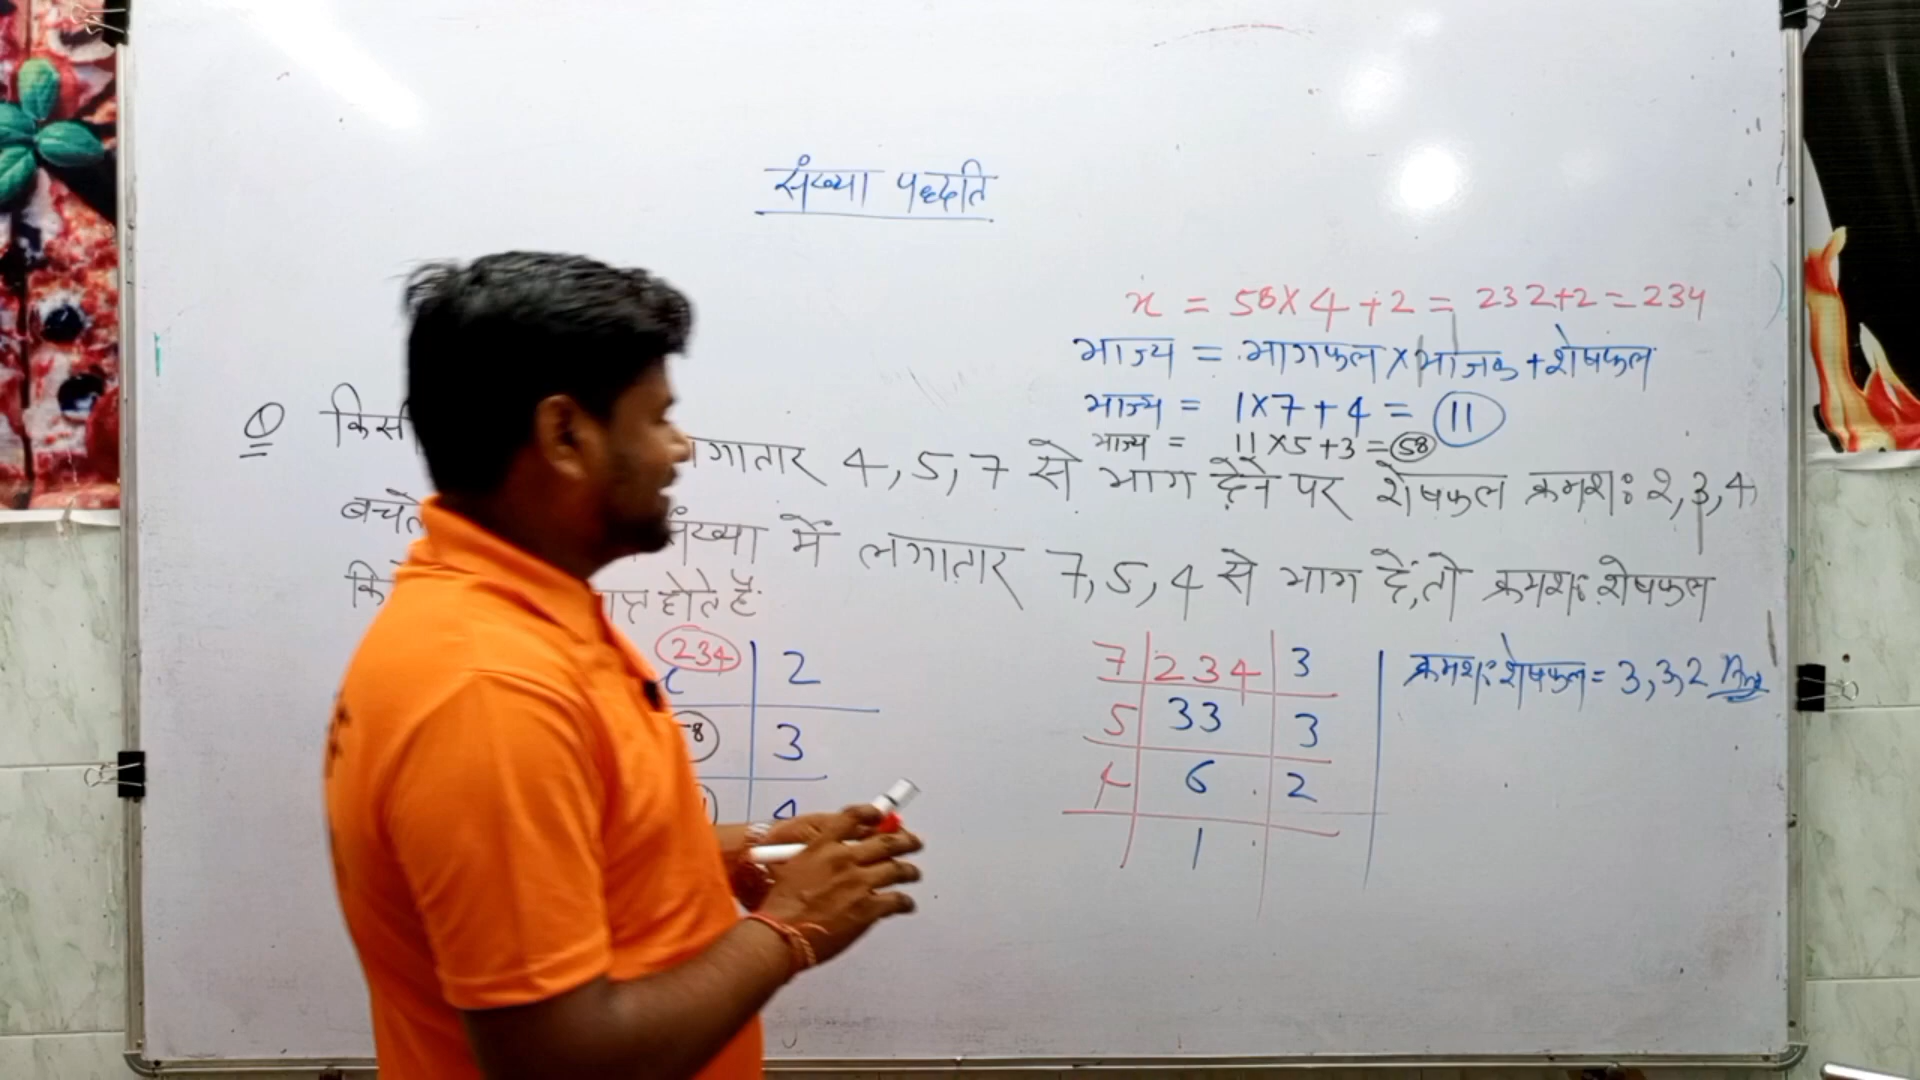 संख्या पद्धति
x = 58×4+2 = 232+2 = 234
भाज्य = भागफल×भाजक+शेषफल
भाज्य = 1×7+4 = 11
भाज्य = 11×5+3 = 58
Q किसी गातार 4,5,7 से भाग देने पर शेषफल क्रमशः 2,3,4
बचते संख्या में लगातार 7,5,4 से भाग दें,तो क्रमशः शेषफल
कि प्राप्त होते हैं
234 2
58 3
4
7 234 3
5 33 3
4 6 2
1
क्रमशः शेषफल = 3,3,2